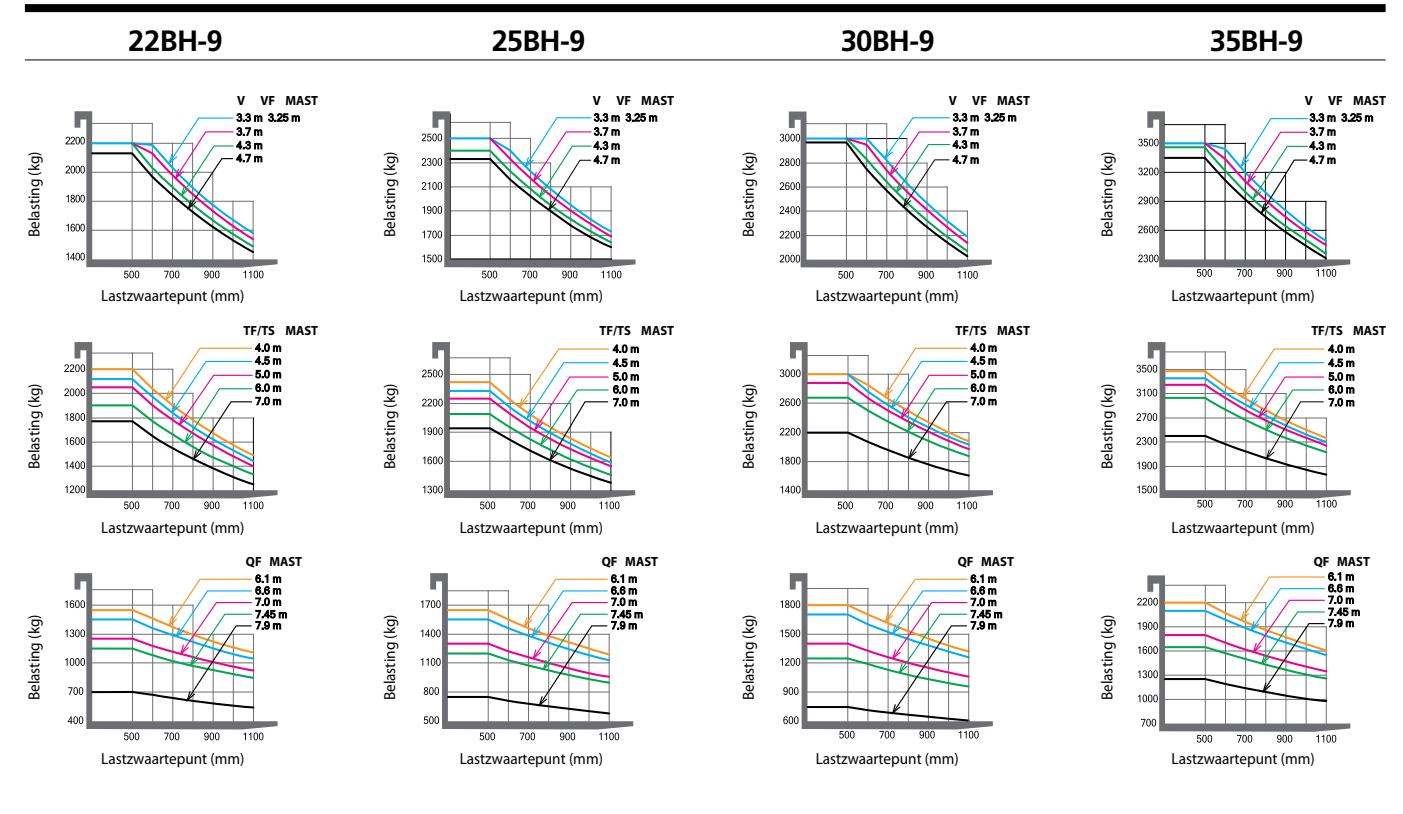 22BH-9 25BH-9 30BH-9 35BH-9
V VF MAST
3.3 m 3.25 m
3.7 m
4.3 m
4.7 m
Belasting (kg)
2200
2000
1800
1600
1400
500 700 900 1100
Lastzwaartepunt (mm)
V VF MAST
3.3 m 3.25 m
3.7 m
4.3 m
4.7 m
Belasting (kg)
2500
2300
2100
1900
1700
1500
500 700 900 1100
Lastzwaartepunt (mm)
V VF MAST
3.3 m 3.25 m
3.7 m
4.3 m
4.7 m
Belasting (kg)
3000
2800
2600
2400
2200
2000
500 700 900 1100
Lastzwaartepunt (mm)
V VF MAST
3.3 m 3.25 m
3.7 m
4.3 m
4.7 m
Belasting (kg)
3500
3200
2900
2600
2300
500 700 900 1100
Lastzwaartepunt (mm)
TF/TS MAST
4.0 m
4.5 m
5.0 m
6.0 m
7.0 m
Belasting (kg)
2200
2000
1800
1600
1400
1200
500 700 900 1100
Lastzwaartepunt (mm)
TF/TS MAST
4.0 m
4.5 m
5.0 m
6.0 m
7.0 m
Belasting (kg)
2500
2200
1900
1600
1300
500 700 900 1100
Lastzwaartepunt (mm)
TF/TS MAST
4.0 m
4.5 m
5.0 m
6.0 m
7.0 m
Belasting (kg)
3000
2600
2200
1800
1400
500 700 900 1100
Lastzwaartepunt (mm)
TF/TS MAST
4.0 m
4.5 m
5.0 m
6.0 m
7.0 m
Belasting (kg)
3500
3100
2700
2300
1900
1500
500 700 900 1100
Lastzwaartepunt (mm)
QF MAST
6.1 m
6.6 m
7.0 m
7.45 m
7.9 m
Belasting (kg)
1600
1300
1000
700
400
500 700 900 1100
Lastzwaartepunt (mm)
QF MAST
6.1 m
6.6 m
7.0 m
7.45 m
7.9 m
Belasting (kg)
1700
1400
1100
800
500
500 700 900 1100
Lastzwaartepunt (mm)
QF MAST
6.1 m
6.6 m
7.0 m
7.45 m
7.9 m
Belasting (kg)
1800
1500
1200
900
600
500 700 900 1100
Lastzwaartepunt (mm)
QF MAST
6.1 m
6.6 m
7.0 m
7.45 m
7.9 m
Belasting (kg)
2200
1900
1600
1300
1000
700
500 700 900 1100
Lastzwaartepunt (mm)